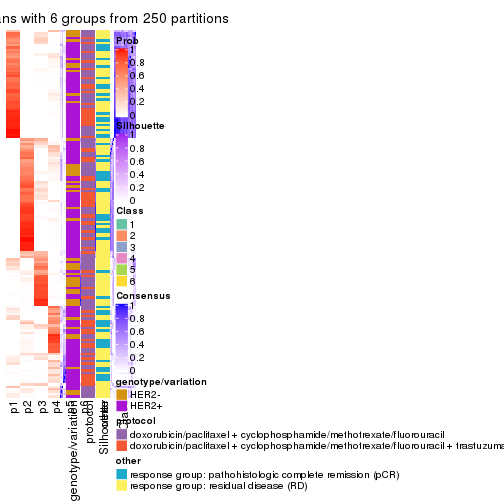 ns with 6 groups from 250 partitions
Prob
1
0.8
0.6
0.4
0.2
0
Silhouette
1
0.8
0.6
0.4
0.2
0
Class
1
2
3
4
5
6
Consensus
1
0.8
0.6
0.4
0.2
0
genotype/variation
HER2-
HER2+
protocol
doxorubicin/paclitaxel + cyclophosphamide/methotrexate/fluorouracil
doxorubicin/paclitaxel + cyclophosphamide/methotrexate/fluorouracil + trastuzuma
other
response group: pathohistologic complete remission (pCR)
response group: residual disease (RD)
p1
p2
p3
p4
genotype/variation
protocol
Silhouette